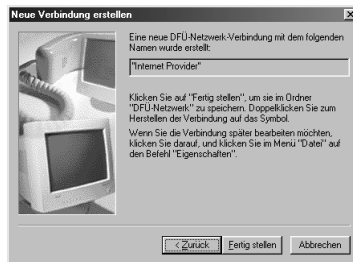 Neue Verbindung erstellen
Eine neue DFÜ-Netzwerk-Verbindung mit dem folgenden
Namen wurde erstellt:
"Internet Provider"
Klicken Sie auf "Fertig stellen", um sie im Ordner
"DFÜ-Netzwerk" zu speichern. Doppelklicken Sie zum
Herstellen der Verbindung auf das Symbol.
Wenn Sie die Verbindung später bearbeiten möchten,
klicken Sie darauf, und klicken Sie im Menü "Datei" auf
den Befehl "Eigenschaften".
< Zurück
Fertig stellen
Abbrechen